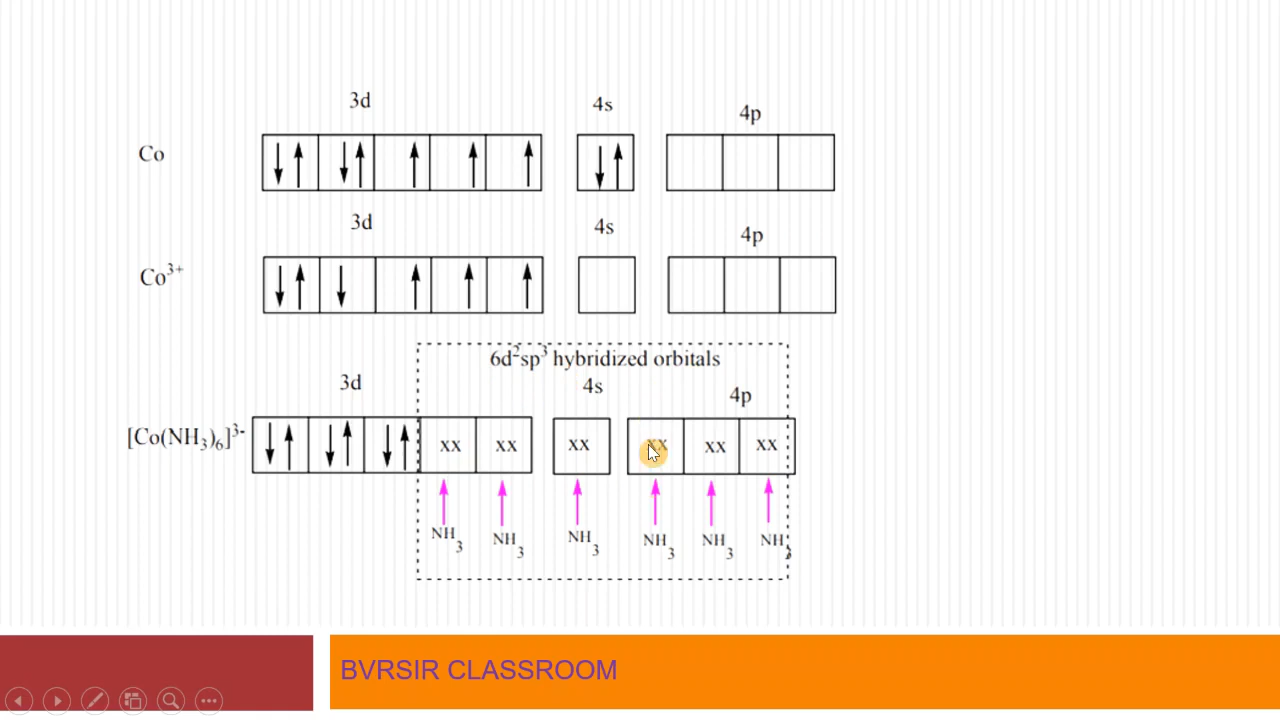 3d 4s 4p
Co
3d 4s 4p
Co³⁺
6d²sp³ hybridized orbitals
3d 4s 4p
[Co(NH₃)₆]³⁻ xx xx xx xx xx xx
NH₃ NH₃ NH₃ NH₃ NH₃ NH₃
BVRSIR CLASSROOM